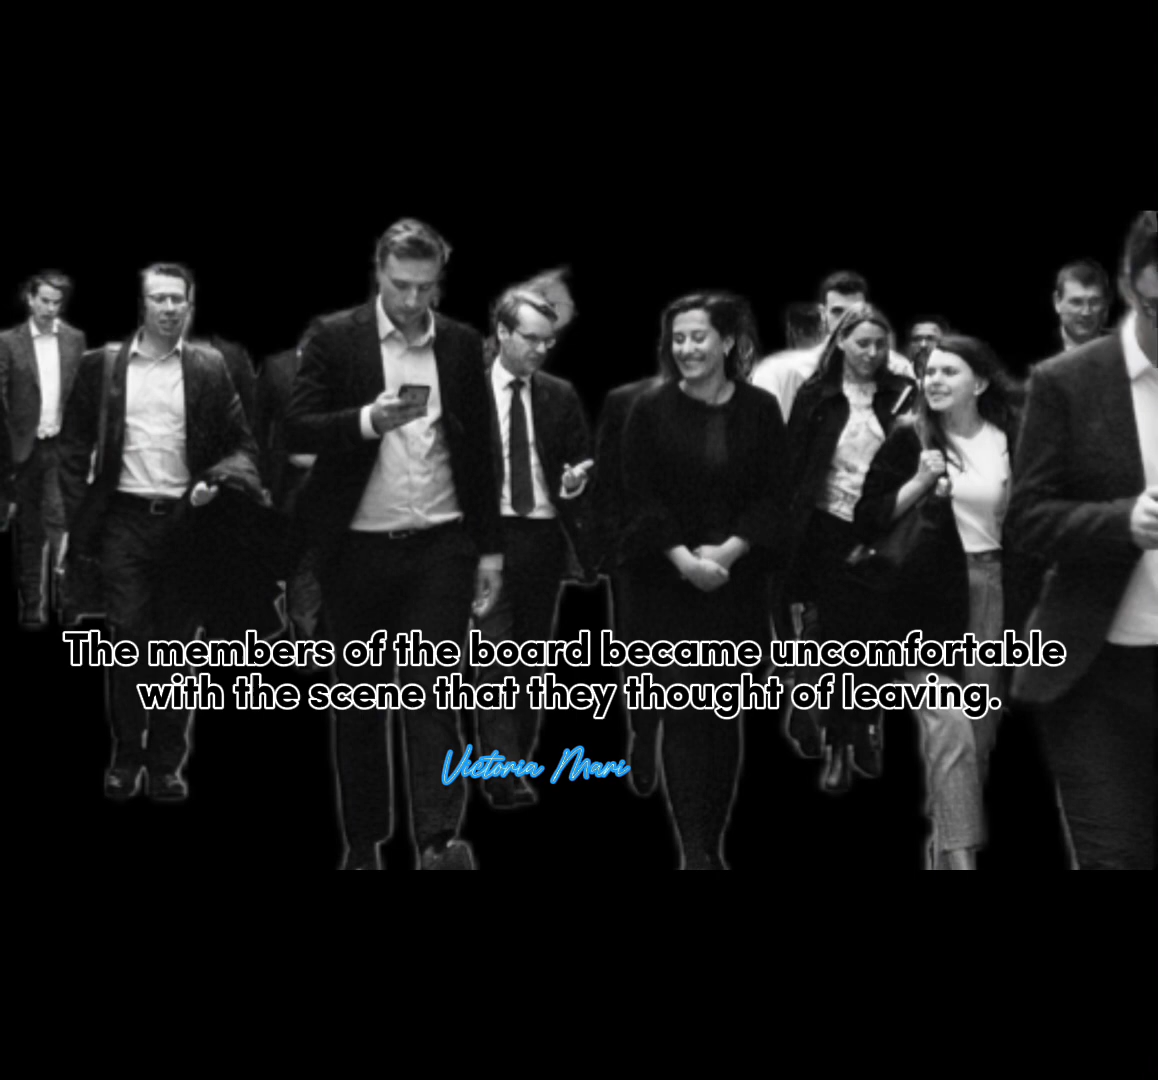 The members of the board became uncomfortable
with the scene that they thought of leaving.
Victoria Mari